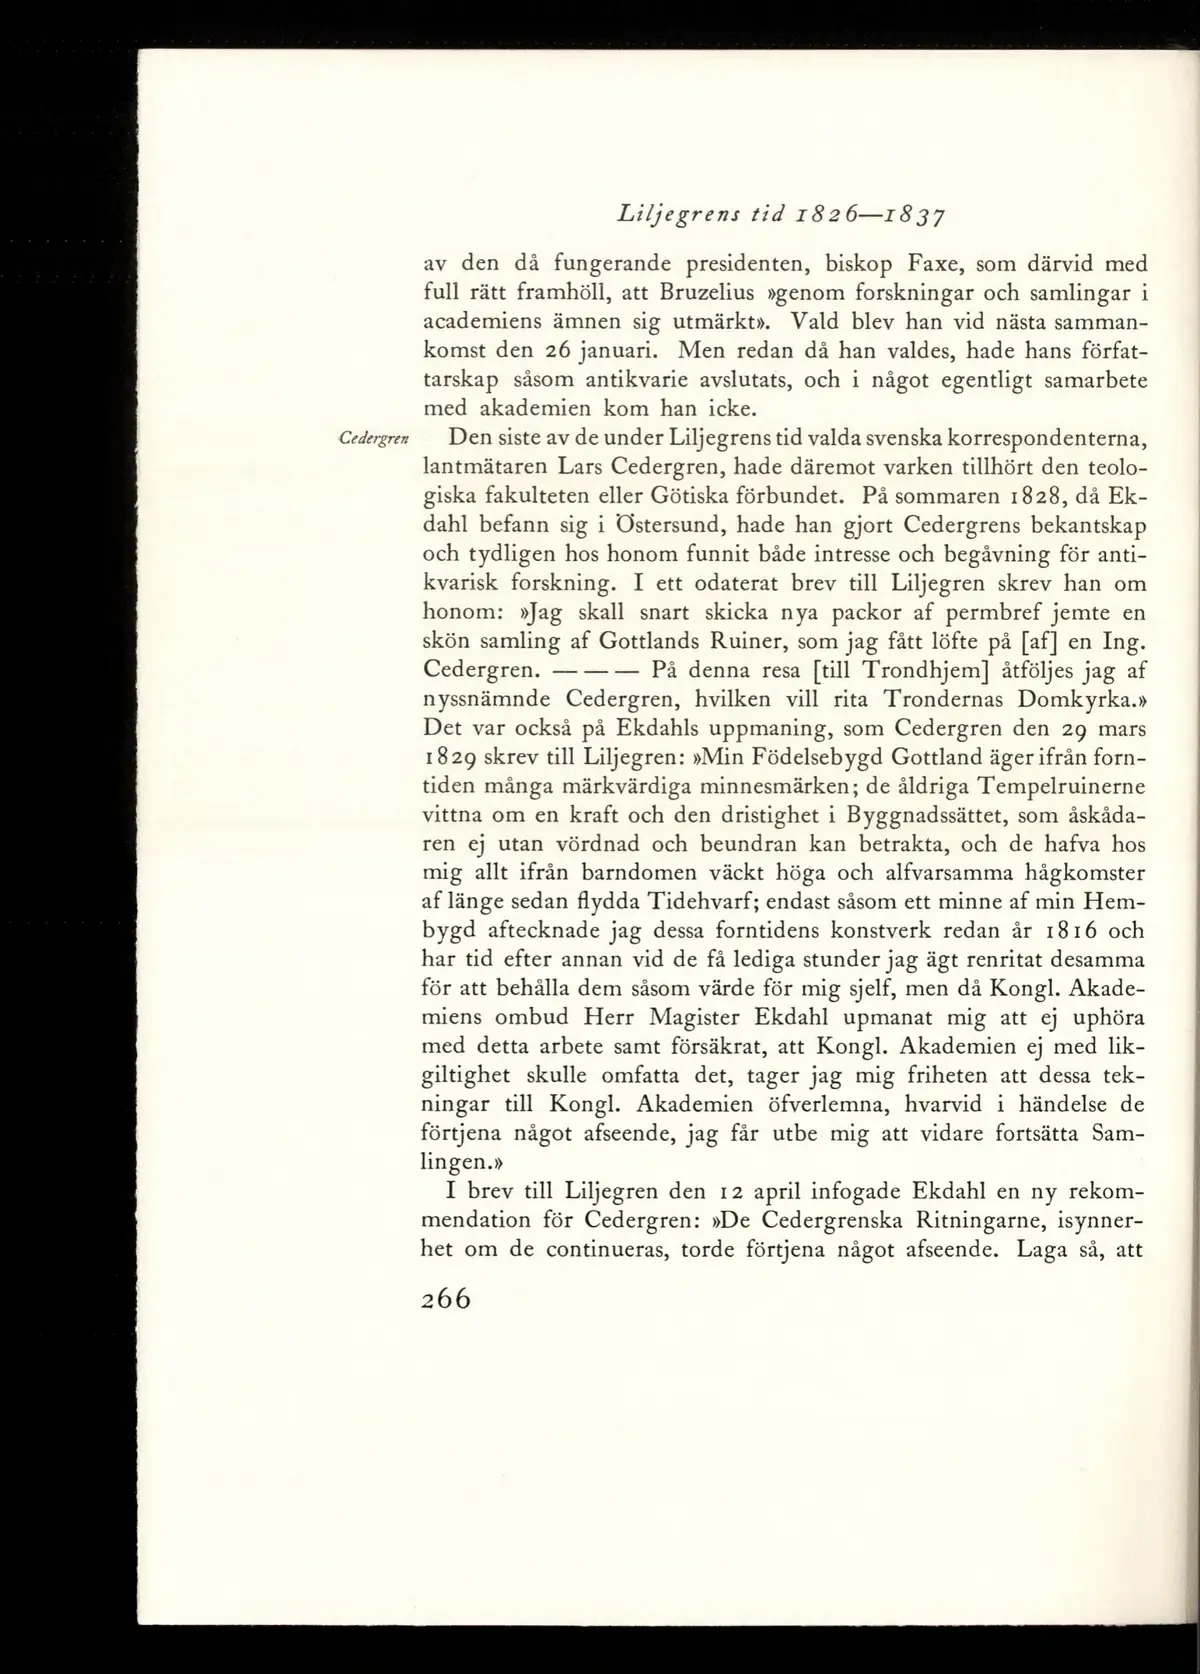 Liljegrens tid 1826—1837
av den då fungerande presidenten, biskop Faxe, som därvid med
full rätt framhöll, att Bruzelius »genom forskningar och samlingar i
academiens ämnen sig utmärkt». Vald blev han vid nästa samman-
komst den 26 januari. Men redan då han valdes, hade hans författ-
tarskap såsom antikvarie avslutats, och i något egentligt samarbete
med akademien kom han icke.
Cedergren
Den siste av de under Liljegrens tid valda svenska korrespondenterna,
lantmätaren Lars Cedergren, hade däremot varken tillhört den teolo-
giska fakulteten eller Götiska förbundet. På sommaren 1828, då Ek-
dahl befann sig i Östersund, hade han gjort Cedergrens bekantskap
och tydligen hos honom funnit både intresse och begåvning för anti-
kvarisk forskning. I ett odaterat brev till Liljegren skrev han om
honom: »Jag skall snart skicka nya packor af permbref jemte en
skön samling af Gottlands Ruiner, som jag fått löfte på [af] en Ing.
Cedergren. — — — På denna resa [till Trondhjem] åtföljes jag af
nyssnämnde Cedergren, hvilken vill rita Trondernas Domkyrka.»
Det var också på Ekdahls uppmaning, som Cedergren den 29 mars
1829 skrev till Liljegren: »Min Födelsebygd Gottland äger ifrån forn-
tiden många märkvärdiga minnesmärken; de åldriga Tempelruinerne
vittna om en kraft och den dristighet i Byggnadssättet, som åskåda-
ren ej utan vördnad och beundran kan betrakta, och de hafva hos
mig allt ifrån barndomen väckt höga och alfvarsamma hågkomster
af länge sedan flydda Tidehvarf; endast såsom ett minne af min Hem-
bygd aftecknade jag dessa forntidens konstverk redan år 1816 och
har tid efter annan vid de få lediga stunder jag ägt renritat desamma
för att behålla dem såsom värde för mig sjelf, men då Kongl. Akade-
miens ombud Herr Magister Ekdahl upmanat mig att ej uphöra
med detta arbete samt försäkrat, att Kongl. Akademien ej med lik-
giltighet skulle omfatta det, tager jag mig friheten att dessa tek-
ningar till Kongl. Akademien öfverlemna, hvarvid i händelse de
förtjena något afseende, jag får utbe mig att vidare fortsätta Sam-
lingen.»
I brev till Liljegren den 12 april infogade Ekdahl en ny rekom-
mendation för Cedergren: »De Cedergrenska Ritningarne, isynner-
het om de continueras, torde förtjena något afseende. Laga så, att
266